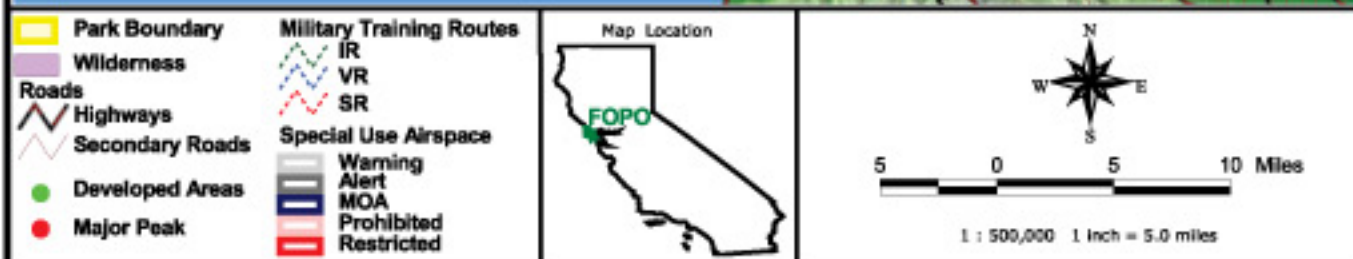 Park Boundary
Wilderness
Roads
Highways
Secondary Roads
Developed Areas
Major Peak
Military Training Routes
IR
VR
SR
Special Use Airspace
Warning
Alert
MOA
Prohibited
Restricted
Map Location
FOPO
N
W E
S
5 0 5 10 Miles
1 : 500,000 1 inch = 5.0 miles